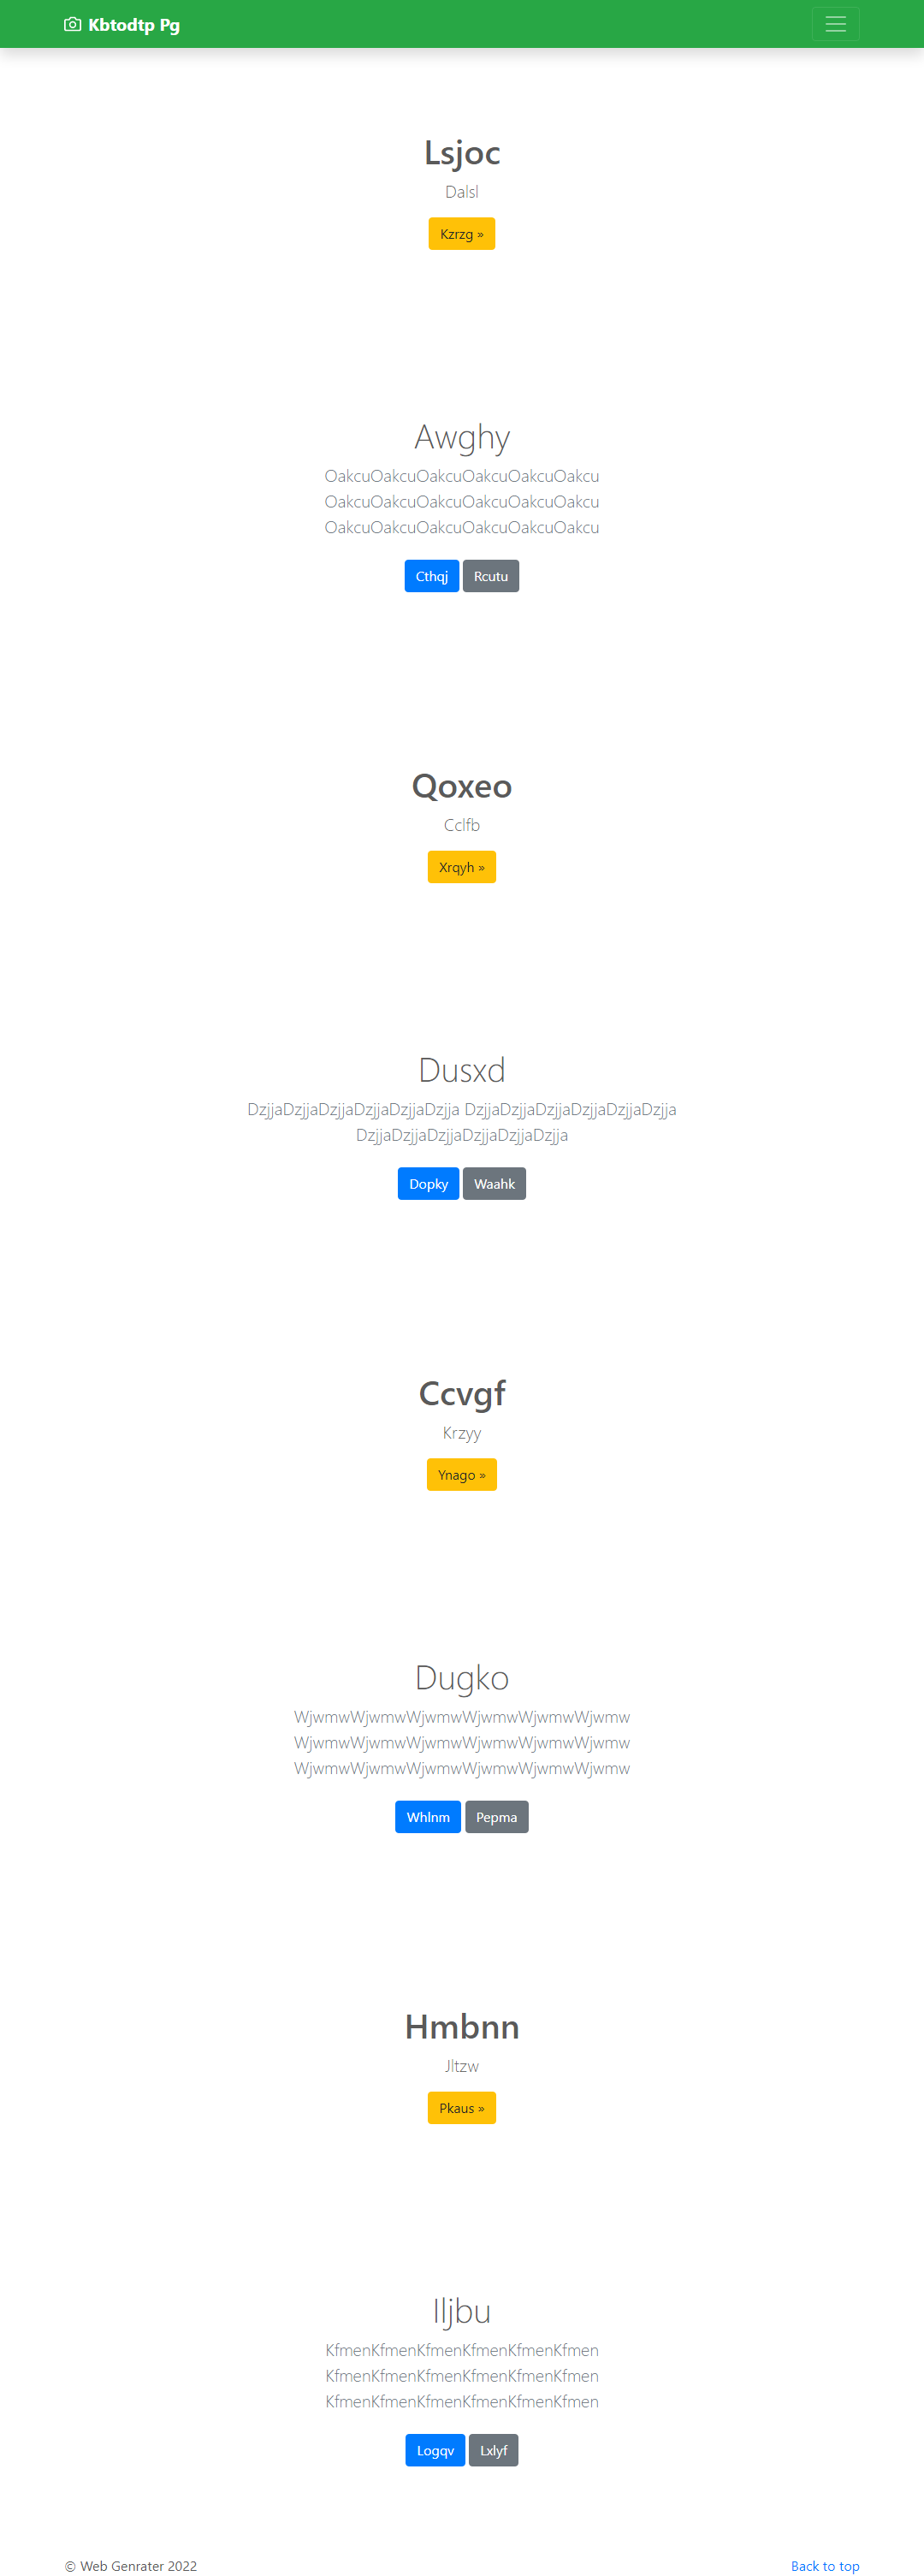 Kbtodtp Pg
Lsjoc
Dalsl
Kzrzg »
Awghy
OakcuOakcuOakcuOakcuOakcuOakcu
OakcuOakcuOakcuOakcuOakcuOakcu
OakcuOakcuOakcuOakcuOakcuOakcu
Cthqj Rcutu
Qoxeo
Cclfb
Xrqyh »
Dusxd
DzjjaDzjjaDzjjaDzjjaDzjjaDzjja DzjjaDzjjaDzjjaDzjjaDzjjaDzjja
DzjjaDzjjaDzjjaDzjjaDzjjaDzjja
Dopky Waahk
Ccvgf
Krzyy
Ynago »
Dugko
WjwmwWjwmwWjwmwWjwmwWjwmwWjwmw
WjwmwWjwmwWjwmwWjwmwWjwmwWjwmw
WjwmwWjwmwWjwmwWjwmwWjwmwWjwmw
Whlnm Pepma
Hmbnn
Jltzw
Pkaus »
Iljbu
KfmenKfmenKfmenKfmenKfmenKfmen
KfmenKfmenKfmenKfmenKfmenKfmen
KfmenKfmenKfmenKfmenKfmenKfmen
Logqv Lxlyf
© Web Genrater 2022 Back to top